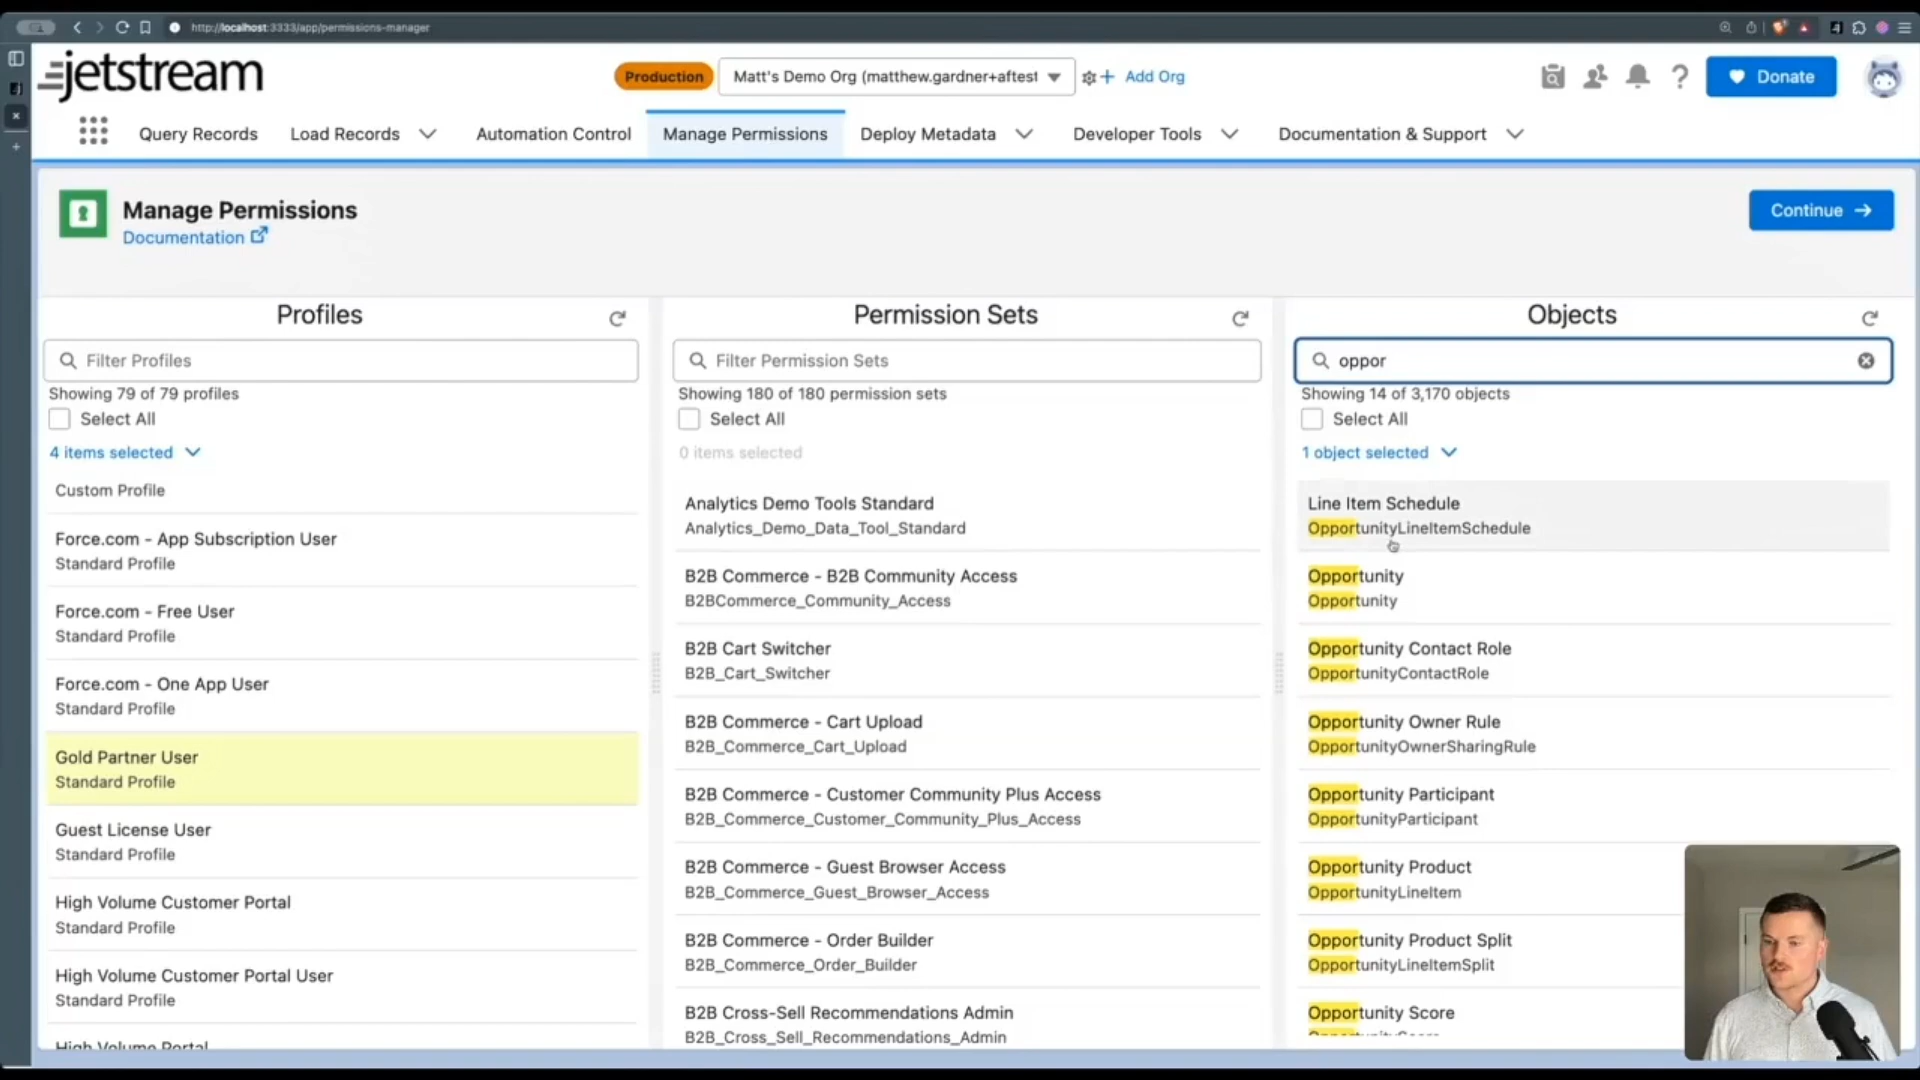 http://localhost:3333/app/permissions-manager
jetstream
Production
Matt's Demo Org (matthew.gardner+aftest
Add Org
Donate
Query Records
Load Records
Automation Control
Manage Permissions
Deploy Metadata
Developer Tools
Documentation & Support
Manage Permissions
Documentation
Continue
Profiles
Filter Profiles
Showing 79 of 79 profiles
Select All
4 items selected
Custom Profile
Force.com - App Subscription User
Standard Profile
Force.com - Free User
Standard Profile
Force.com - One App User
Standard Profile
Gold Partner User
Standard Profile
Guest License User
Standard Profile
High Volume Customer Portal
Standard Profile
High Volume Customer Portal User
Standard Profile
High Volume Portal
Permission Sets
Filter Permission Sets
Showing 180 of 180 permission sets
Select All
0 items selected
Analytics Demo Tools Standard
Analytics_Demo_Data_Tool_Standard
B2B Commerce - B2B Community Access
B2BCommerce_Community_Access
B2B Cart Switcher
B2B_Cart_Switcher
B2B Commerce - Cart Upload
B2B_Commerce_Cart_Upload
B2B Commerce - Customer Community Plus Access
B2B_Commerce_Customer_Community_Plus_Access
B2B Commerce - Guest Browser Access
B2B_Commerce_Guest_Browser_Access
B2B Commerce - Order Builder
B2B_Commerce_Order_Builder
B2B Cross-Sell Recommendations Admin
B2B_Cross_Sell_Recommendations_Admin
Objects
oppor
Showing 14 of 3,170 objects
Select All
1 object selected
Line Item Schedule
OpportunityLineItemSchedule
Opportunity
Opportunity
Opportunity Contact Role
OpportunityContactRole
Opportunity Owner Rule
OpportunityOwnerSharingRule
Opportunity Participant
OpportunityParticipant
Opportunity Product
OpportunityLineItem
Opportunity Product Split
OpportunityLineItemSplit
Opportunity Score